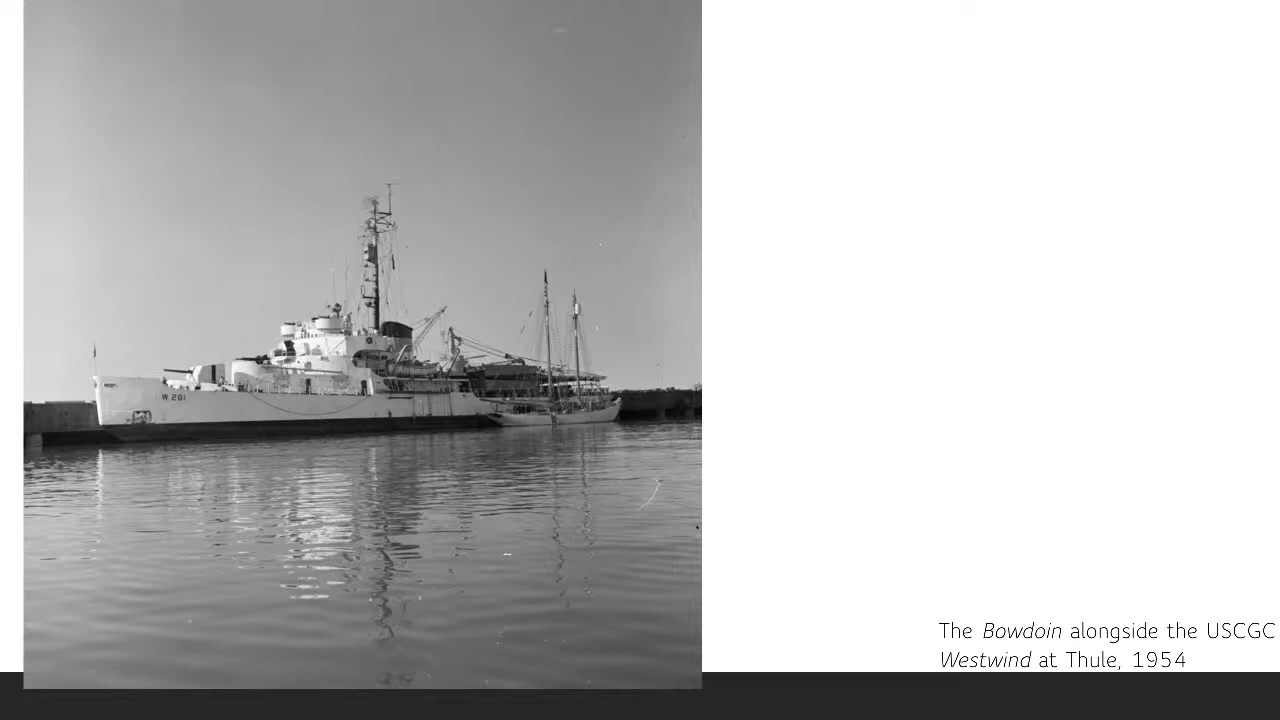 W 281
The Bowdoin alongside the USCGC
Westwind at Thule, 1954